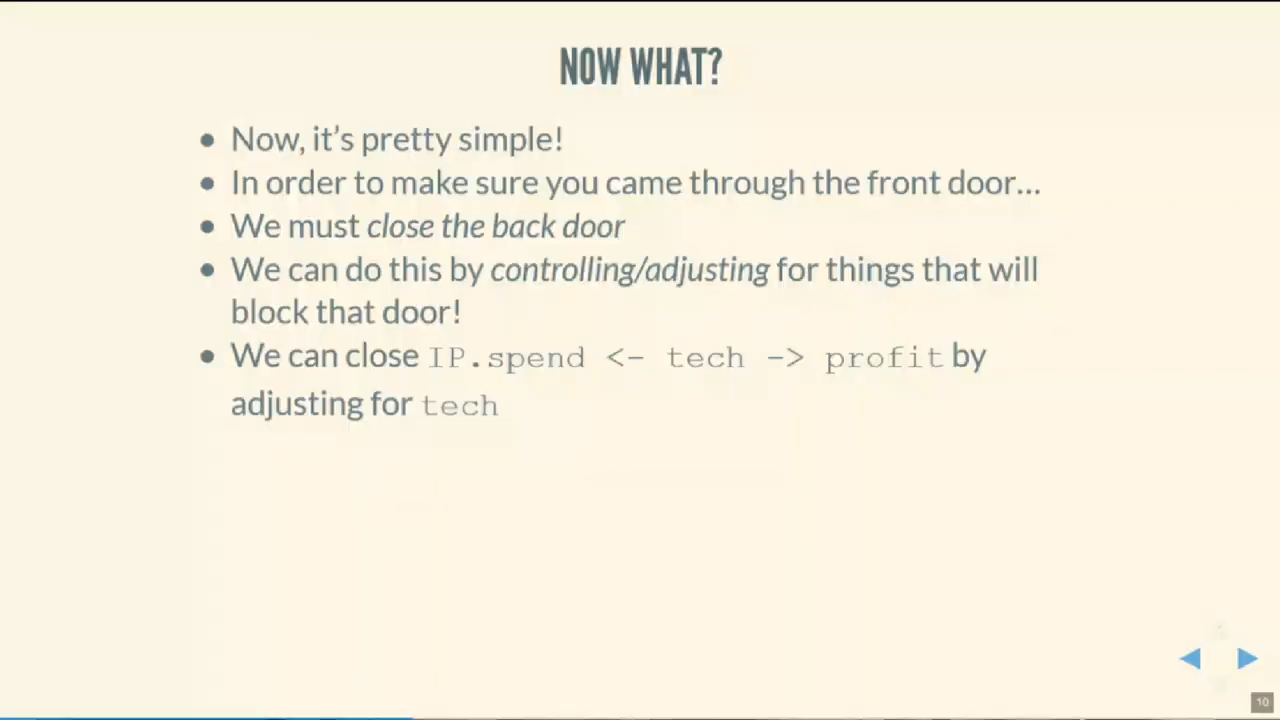 NOW WHAT?
Now, it's pretty simple!
In order to make sure you came through the front door...
We must close the back door
We can do this by controlling/adjusting for things that will
block that door!
We can close IP.spend <- tech -> profit by
adjusting for tech
10